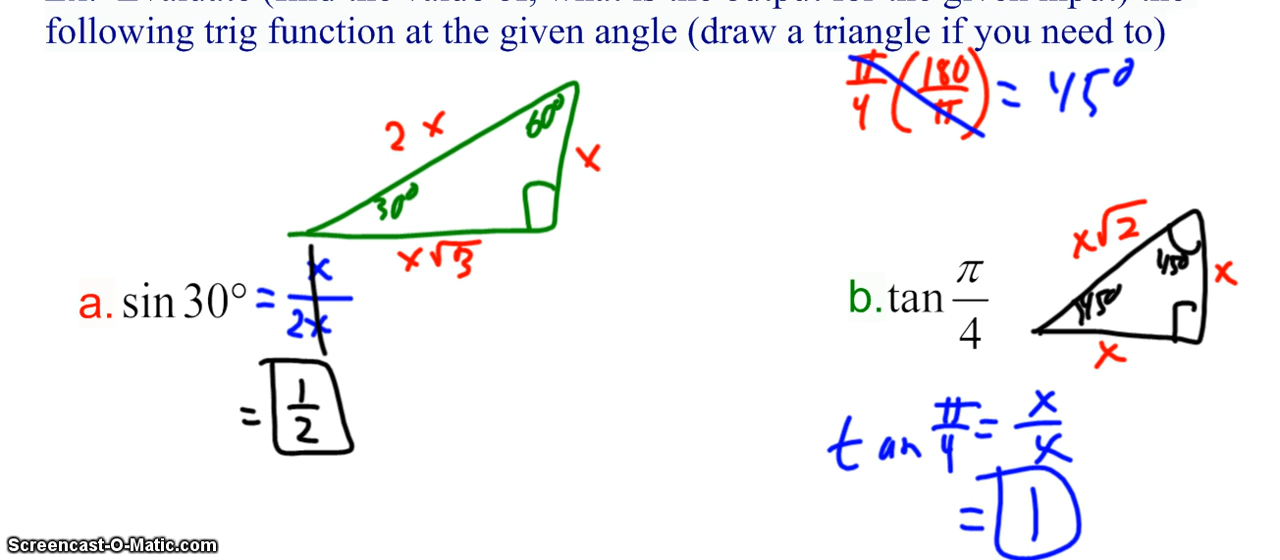 following trig function at the given angle (draw a triangle if you need to)
π/4 (180/π) = 45°
2x
60°
x
30°
x√3
a. sin 30° = x/2x
= 1/2
b. tan π/4
x√2
45°
x
45°
x
tan π/4 = x/x
= 1
Screencast-O-Matic.com